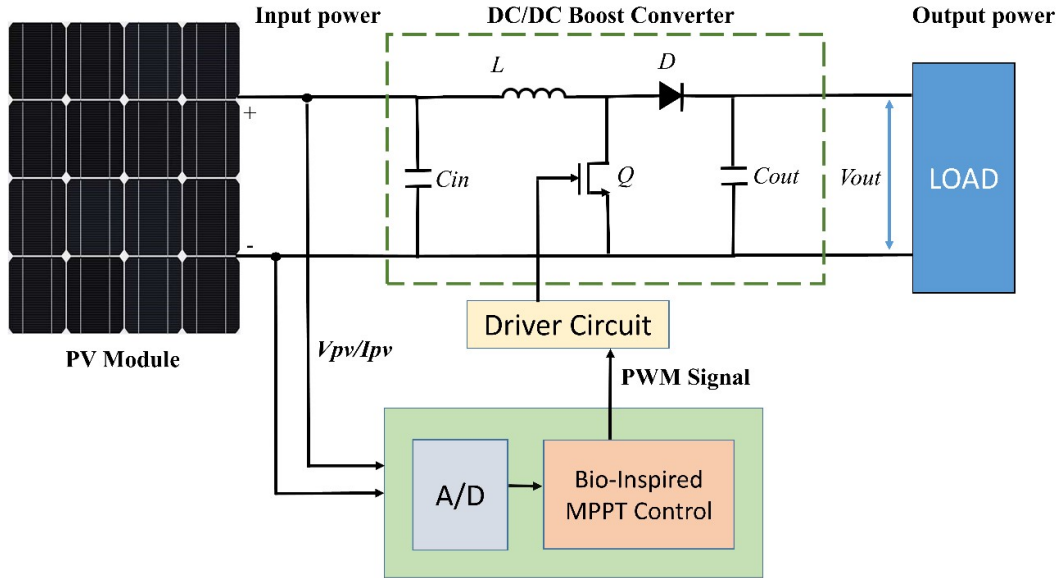 Input power
DC/DC Boost Converter
Output power
L
D
+
Cin
Q
Cout
Vout
LOAD
-
Driver Circuit
PV Module
Vpv/Ipv
PWM Signal
A/D
Bio-Inspired
MPPT Control